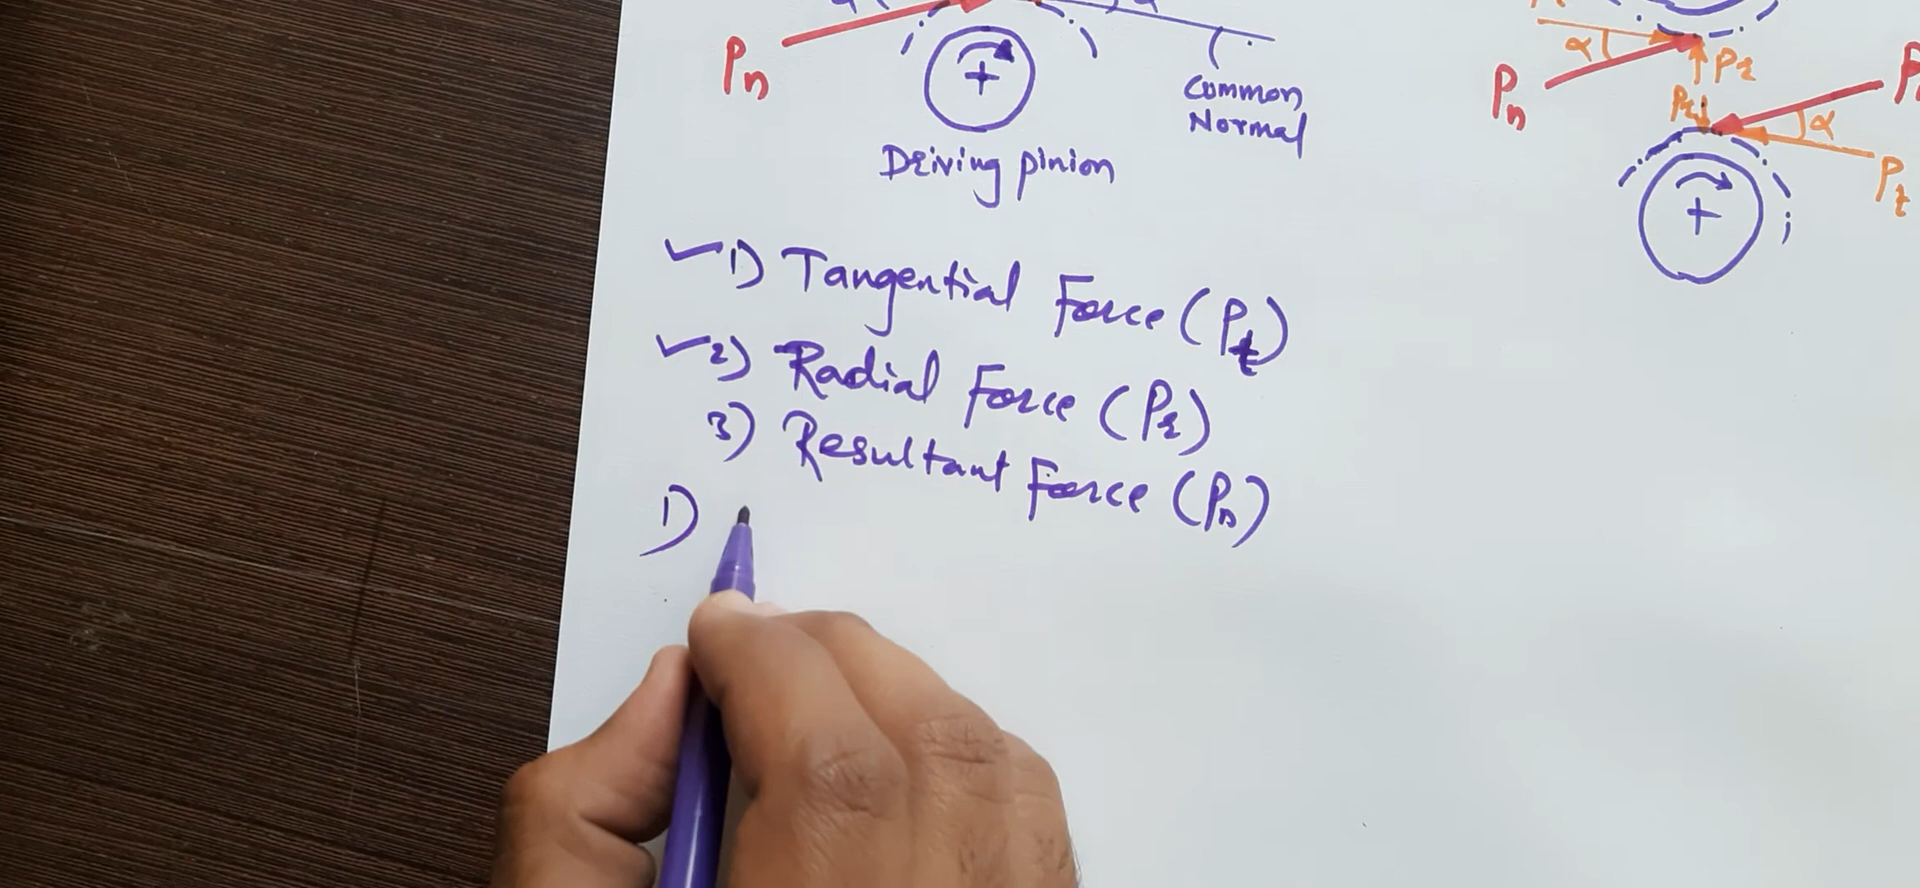 α
α
Pn
Common
Normal
Driving pinion
α
Pr
Pn
Pr
α
Pt
1) Tangential Force (Pt)
2) Radial Force (Pr)
3) Resultant Force (Pn)
1)